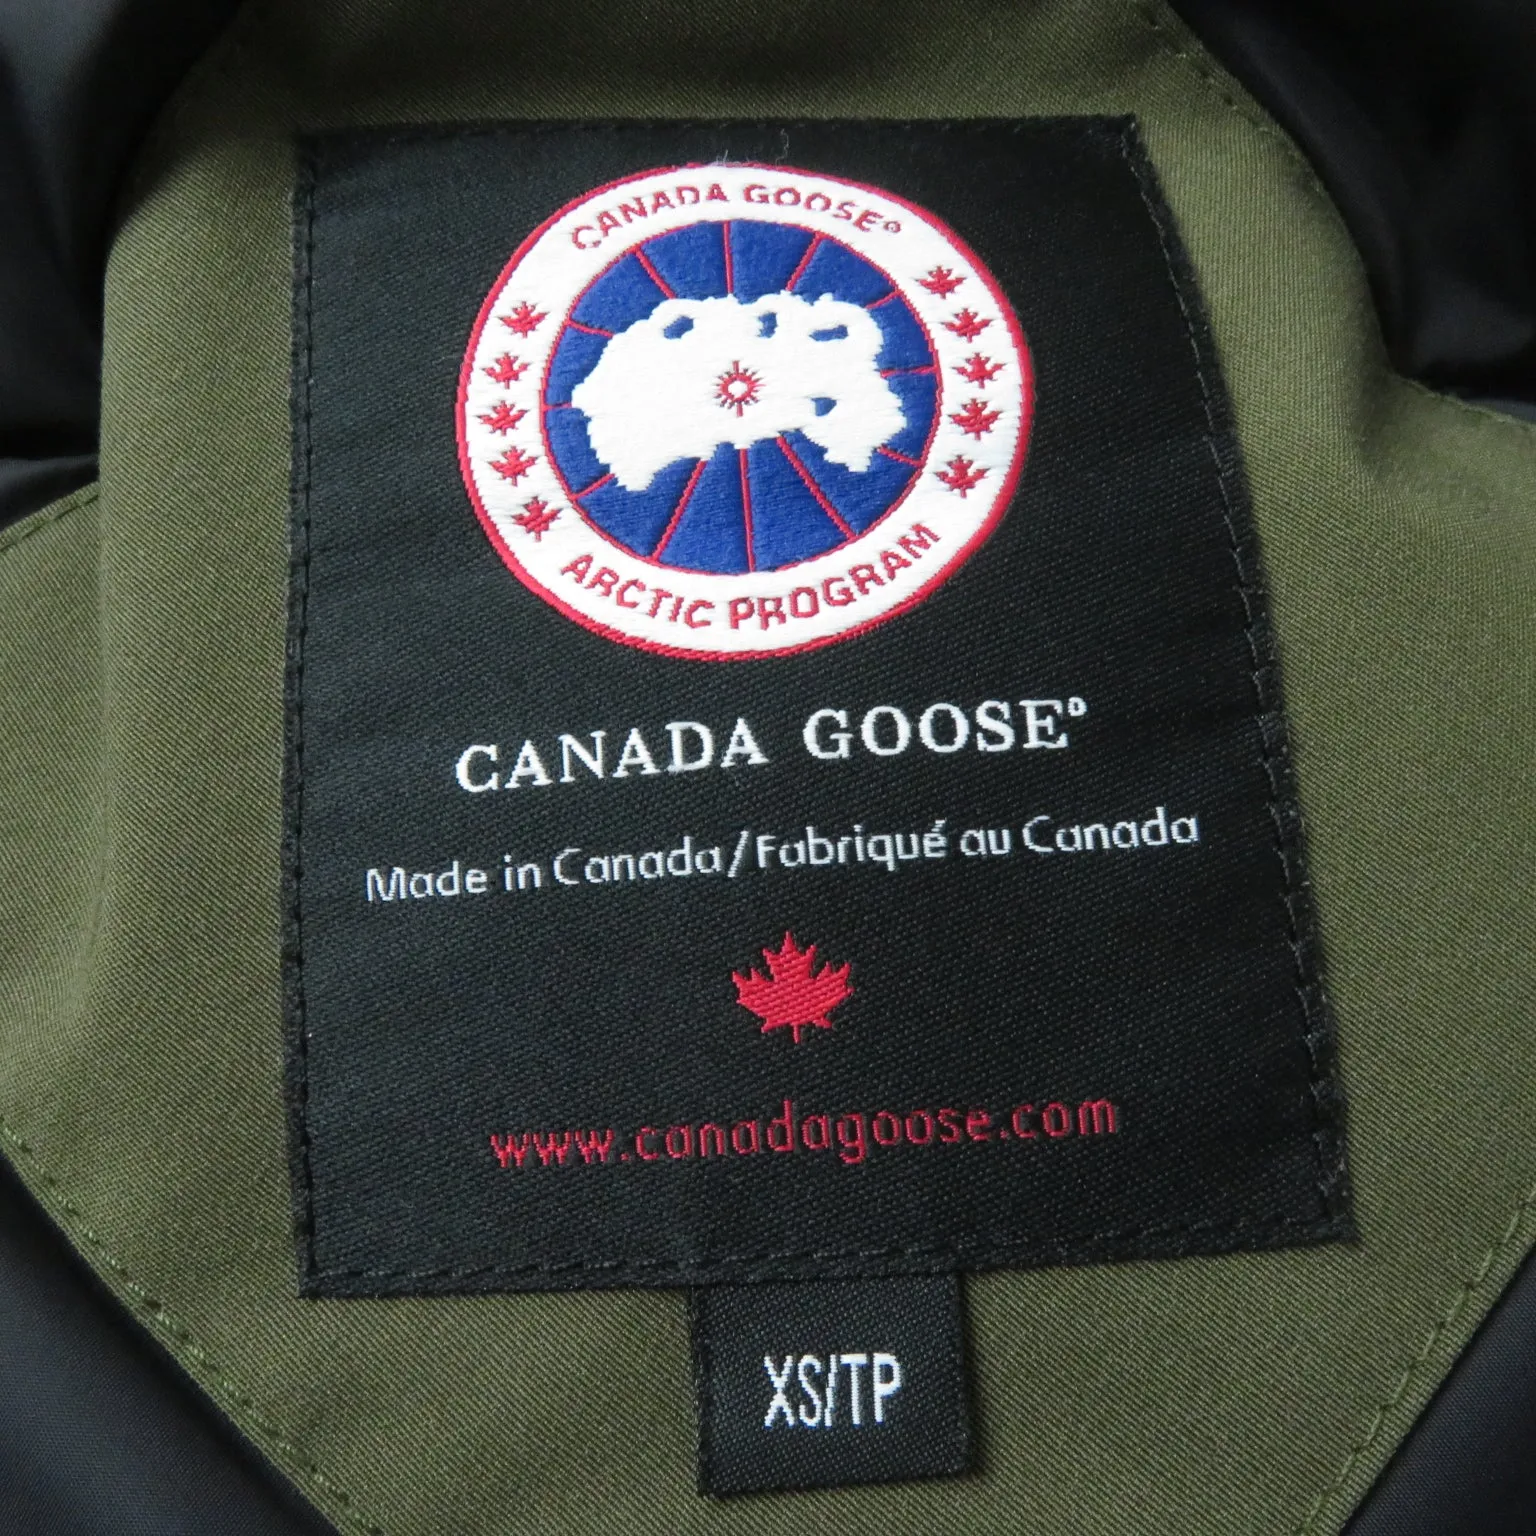 CANADA GOOSE®
ARCTIC PROGRAM
CANADA GOOSE®
Made in Canada/Fabriqué au Canada
www.canadagoose.com
XS/TP